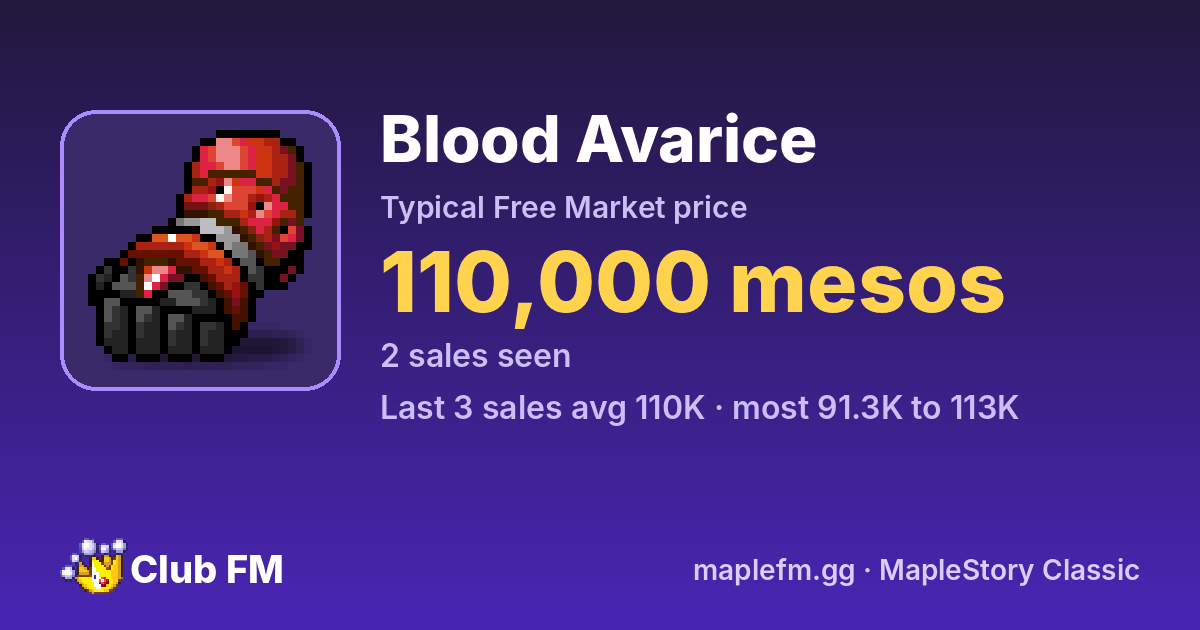 Blood Avarice
Typical Free Market price
110,000 mesos
2 sales seen
Last 3 sales avg 110K · most 91.3K to 113K
Club FM
maplefm.gg · MapleStory Classic